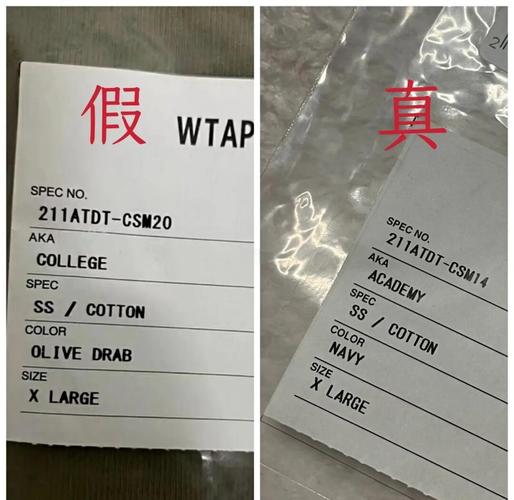 假
WTAP
SPEC NO.
211ATDT-CSM20
AKA
COLLEGE
SPEC
SS / COTTON
COLOR
OLIVE DRAB
SIZE
X LARGE
真
SPEC NO.
211ATDT-CSM14
AKA
ACADEMY
SPEC
SS / COTTON
COLOR
NAVY
SIZE
X LARGE